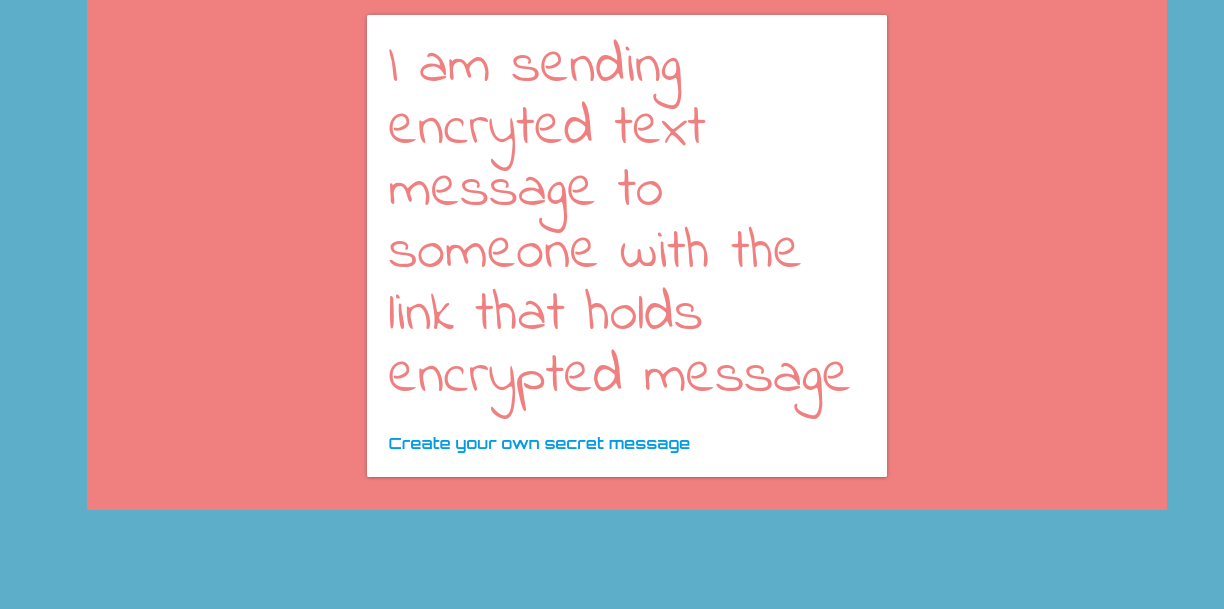 I am sending
encryted text
message to
someone with the
link that holds
encrypted message
Create your own secret message